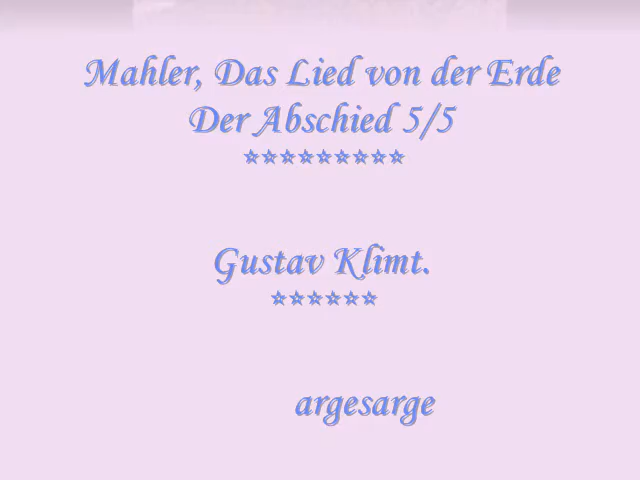 Mahler, Das Lied von der Erde
Der Abschied 5/5
*********
Gustav Klimt.
******
argesarge